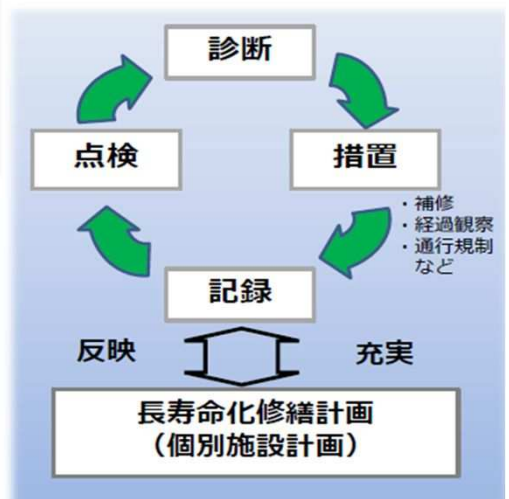 診断
点検
措置
・補修
・経過観察
・通行規制
など
記録
反映
充実
長寿命化修繕計画
（個別施設計画）